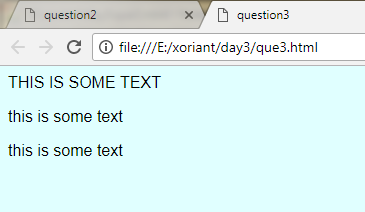 question2
question3
file:///E:/xoriant/day3/que3.html
THIS IS SOME TEXT
this is some text
this is some text